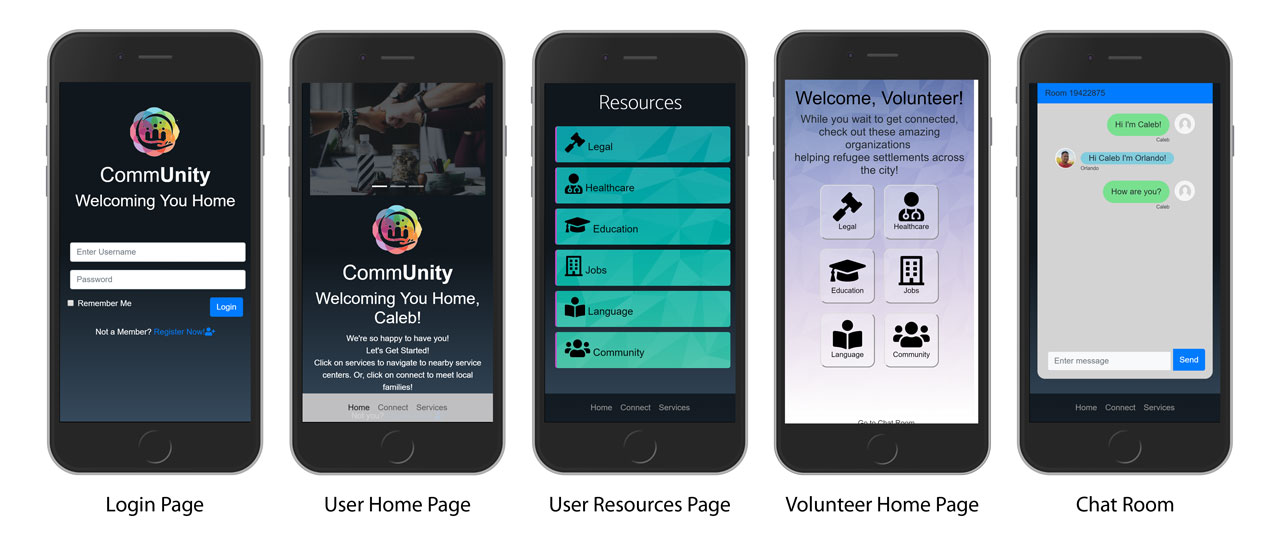 CommUnity
Welcoming You Home
Enter Username
Password
Remember Me
Login
Not a Member? Register Now!
Login Page
CommUnity
Welcoming You Home,
Caleb!
We're so happy to have you!
Let's Get Started!
Click on services to navigate to nearby service
centers. Or, click on connect to meet local
families!
Home Connect Services
User Home Page
Resources
Legal
Healthcare
Education
Jobs
Language
Community
Home Connect Services
User Resources Page
Welcome, Volunteer!
While you wait to get connected,
check out these amazing
organizations
helping refugee settlements across
the city!
Legal
Healthcare
Education
Jobs
Language
Community
Go to Chat Room
Volunteer Home Page
Room 19422875
Hi I'm Caleb!
Caleb
Hi Caleb I'm Orlando!
Orlando
How are you?
Caleb
Enter message
Send
Home Connect Services
Chat Room